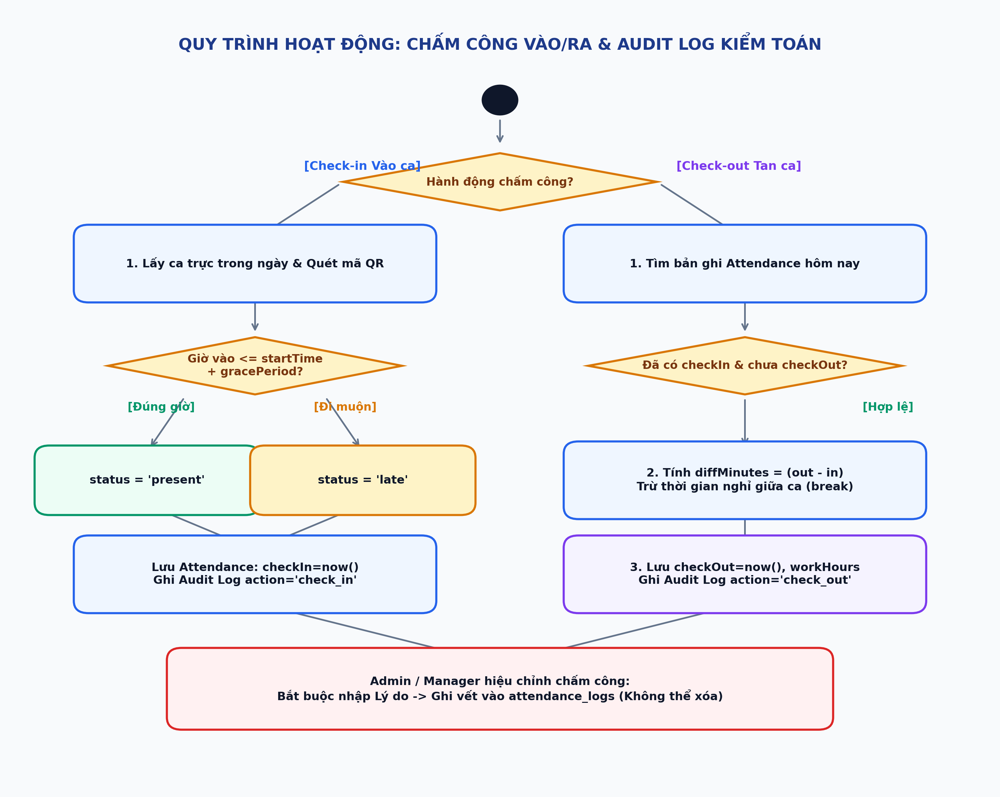 QUY TRÌNH HOẠT ĐỘNG: CHẤM CÔNG VÀO/RA & AUDIT LOG KIỂM TOÁN
[Check-in Vào ca]
[Check-out Tan ca]
Hành động chấm công?
1. Lấy ca trực trong ngày & Quét mã QR
1. Tìm bản ghi Attendance hôm nay
Giờ vào <= startTime
+ gracePeriod?
Đã có checkIn & chưa checkOut?
[Đúng giờ]
[Đi muộn]
[Hợp lệ]
status = 'present'
status = 'late'
2. Tính diffMinutes = (out - in)
Trừ thời gian nghỉ giữa ca (break)
Lưu Attendance: checkIn=now()
Ghi Audit Log action='check_in'
3. Lưu checkOut=now(), workHours
Ghi Audit Log action='check_out'
Admin / Manager hiệu chỉnh chấm công:
Bắt buộc nhập Lý do -> Ghi vết vào attendance_logs (Không thể xóa)